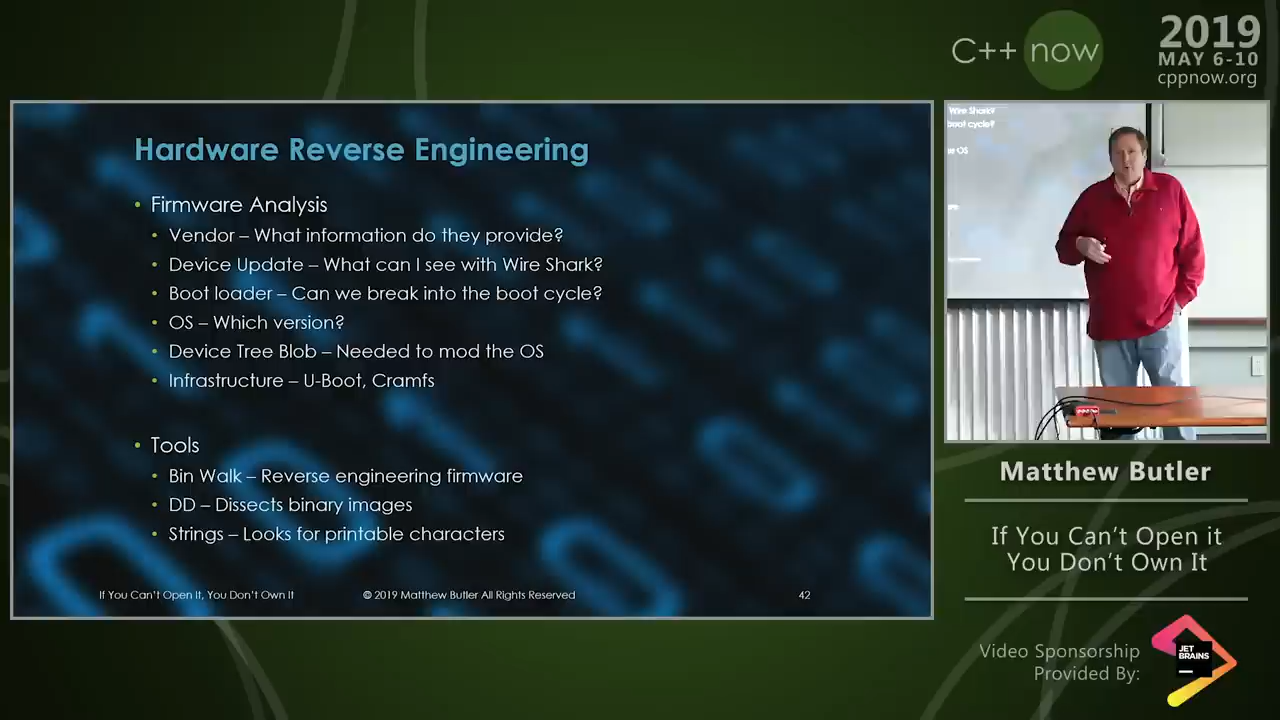 C++ now
2019
MAY 6-10
cppnow.org
Hardware Reverse Engineering
• Firmware Analysis
• Vendor – What information do they provide?
• Device Update – What can I see with Wire Shark?
• Boot loader – Can we break into the boot cycle?
• OS – Which version?
• Device Tree Blob – Needed to mod the OS
• Infrastructure – U-Boot, Cramfs
• Tools
• Bin Walk – Reverse engineering firmware
• DD – Dissects binary images
• Strings – Looks for printable characters
If You Can't Open It, You Don't Own It
© 2019 Matthew Butler All Rights Reserved
42
Wire Shark?
boot cycle?
OS
Matthew Butler
If You Can't Open it
You Don't Own It
Video Sponsorship
Provided By:
JET
BRAINS